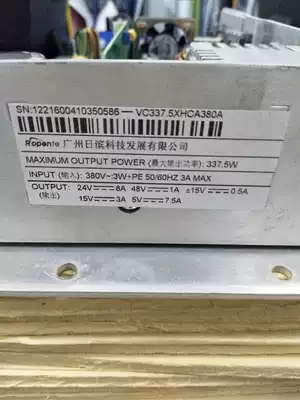 SN:1221600410350586 - VC337.5XHCA380A
Ropente 广州日滨科技发展有限公司
MAXIMUM OUTPUT POWER (最大输出功率): 337.5W
INPUT (输入): 380V~3W+PE 50/60HZ 3A MAX
OUTPUT: 24V⎓8A 48V⎓1A ±15V⎓0.5A
(输出) 15V⎓3A 5V⎓7.5A